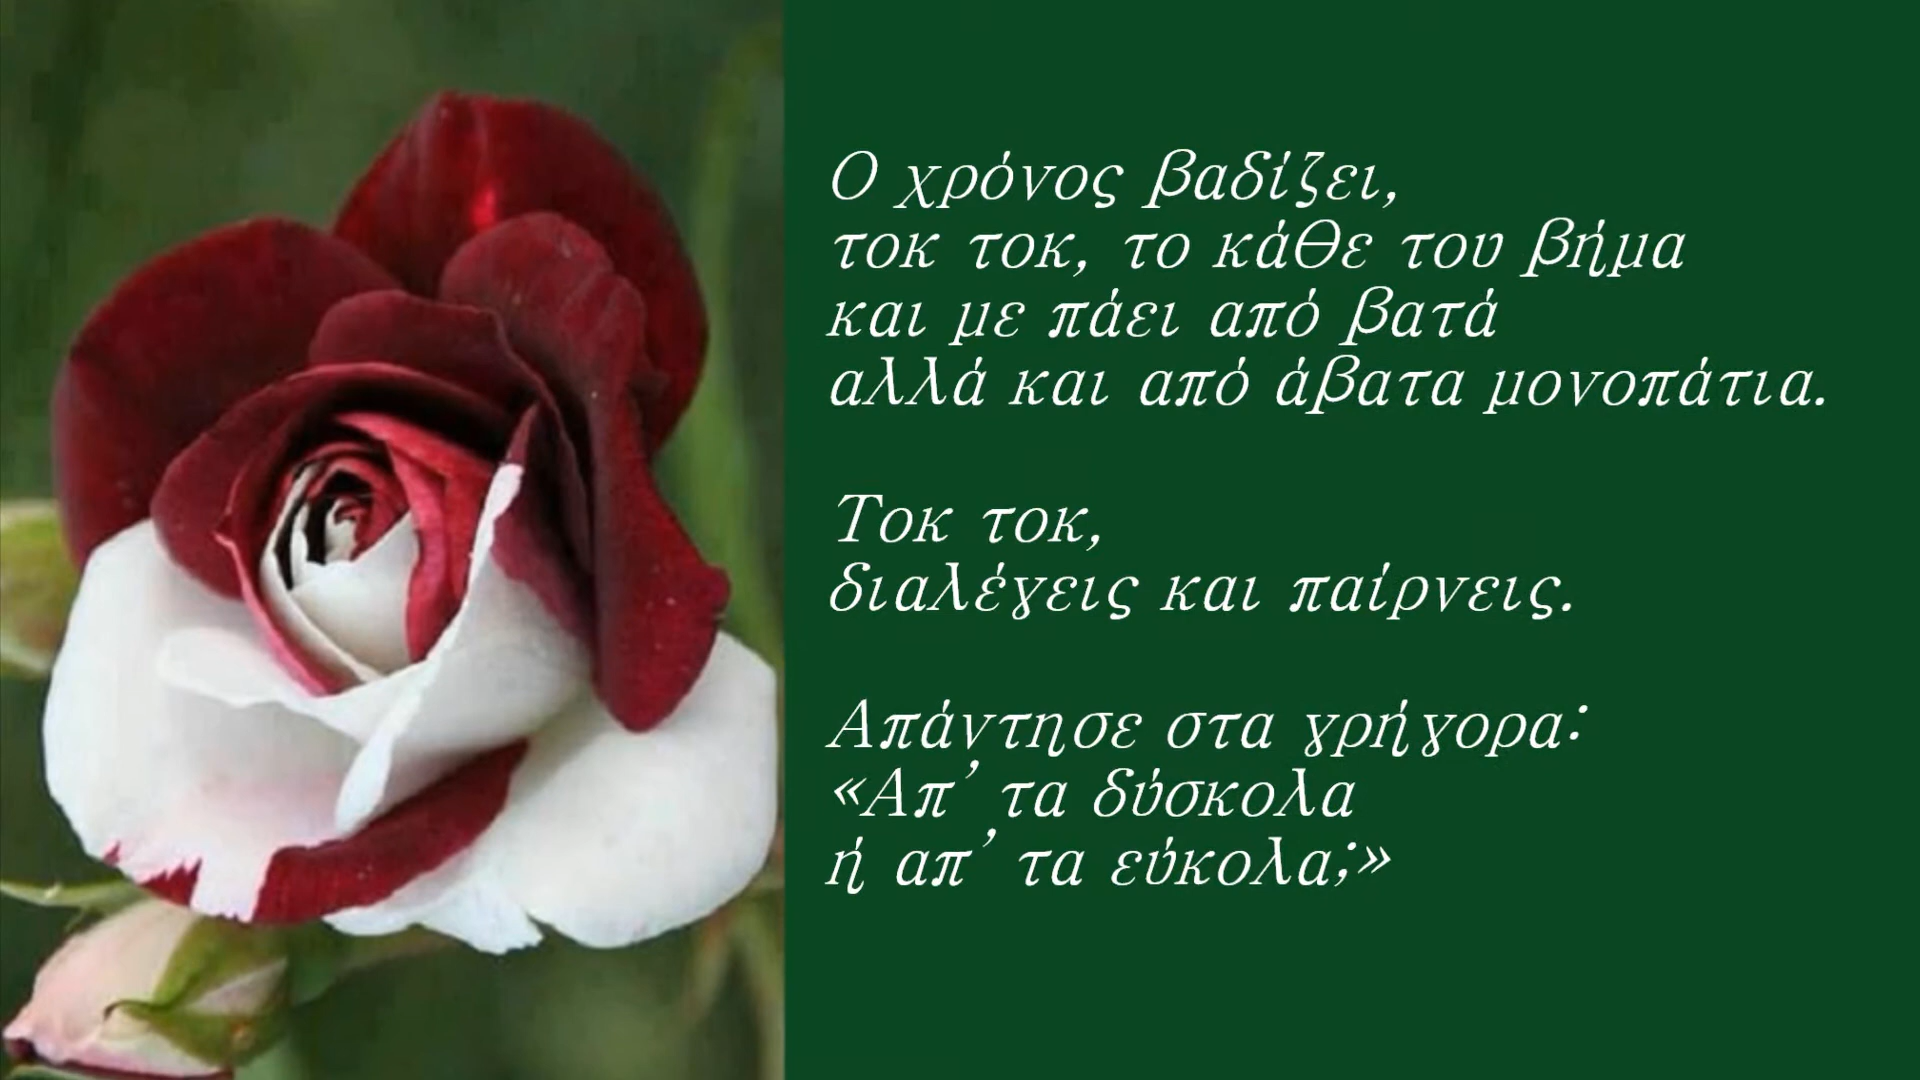 Ο χρόνος βαδίζει,
τοκ τοκ, το κάθε του βήμα
και με πάει από βατά
αλλά και από άβατα μονοπάτια.
Τοκ τοκ,
διαλέγεις και παίρνεις.
Απάντησε στα γρήγορα:
«Απ’ τα δύσκολα
ή απ’ τα εύκολα;»